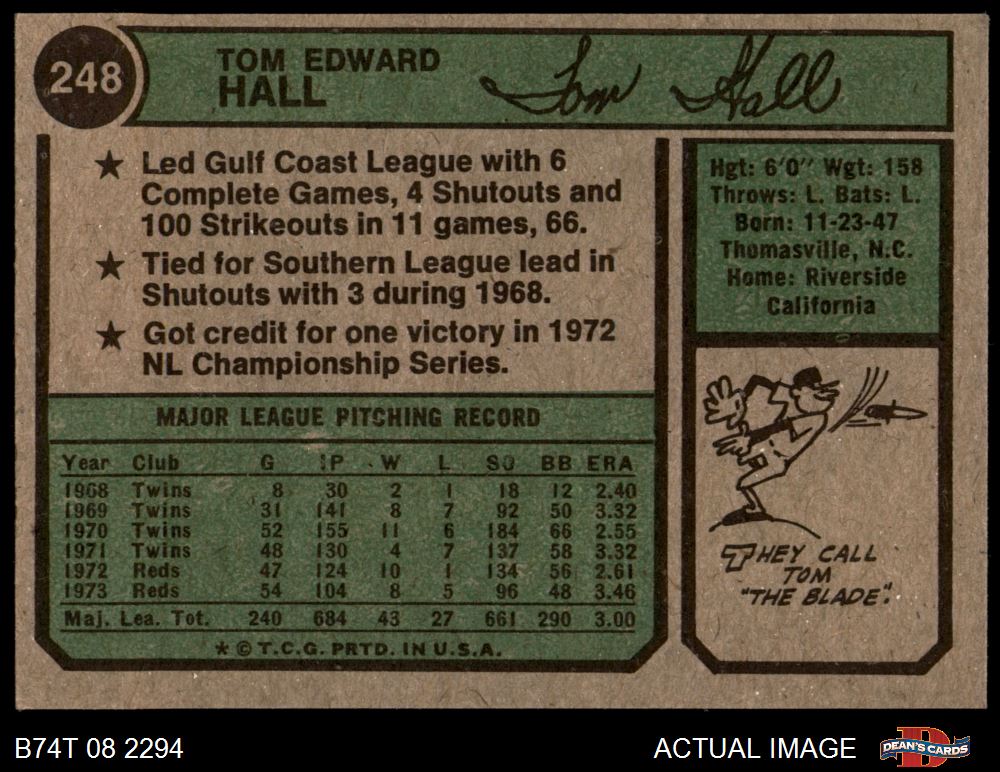 248
TOM EDWARD
HALL
Tom Hall
★ Led Gulf Coast League with 6
Complete Games, 4 Shutouts and
100 Strikeouts in 11 games, 66.
★ Tied for Southern League lead in
Shutouts with 3 during 1968.
★ Got credit for one victory in 1972
NL Championship Series.
Hgt: 6'0" Wgt: 158
Throws: L. Bats: L.
Born: 11-23-47
Thomasville, N.C.
Home: Riverside
California
MAJOR LEAGUE PITCHING RECORD
Year Club G IP W L SO BB ERA
1968 Twins 8 30 2 1 18 12 2.40
1969 Twins 31 141 8 7 92 50 3.32
1970 Twins 52 155 11 6 184 66 2.55
1971 Twins 48 130 4 7 137 58 3.32
1972 Reds 47 124 10 1 134 56 2.61
1973 Reds 54 104 8 5 96 48 3.46
Maj. Lea. Tot. 240 684 43 27 661 290 3.00
* © T.C.G. PRTD. IN U.S.A.
THEY CALL
TOM
"THE BLADE".
B74T 08 2294
ACTUAL IMAGE
D
DEAN'S CARDS